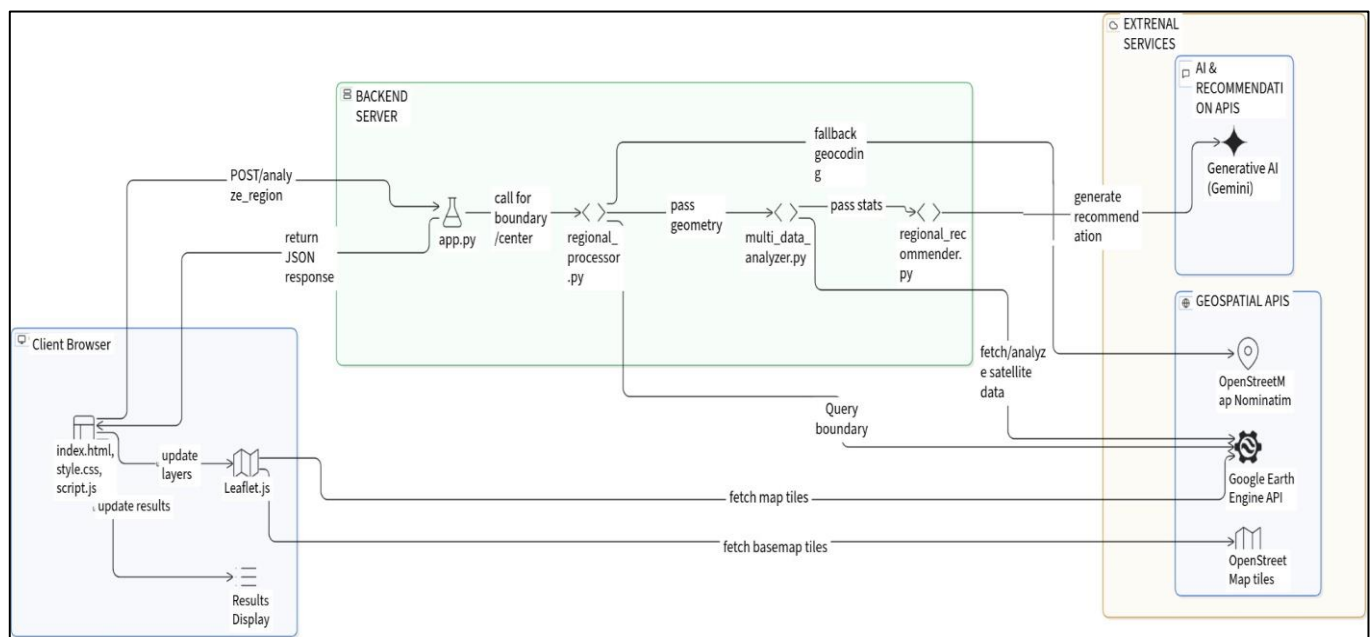 EXTRENAL
SERVICES
AI &
RECOMMENDATI
ON APIS
Generative AI
(Gemini)
BACKEND
SERVER
fallback
geocodin
g
POST/analy
ze_region
call for
boundary
/center
pass
geometry
pass stats
generate
recommend
ation
app.py
regional_
processor
.py
multi_data_
analyzer.py
regional_rec
ommender.
py
return
JSON
response
GEOSPATIAL APIS
Client Browser
fetch/analyz
e satellite
data
OpenStreetM
ap Nominatim
Query
boundary
index.html,
style.css,
script.js
update
layers
Leaflet.js
Google Earth
Engine API
update results
fetch map tiles
fetch basemap tiles
OpenStreet
Map tiles
Results
Display